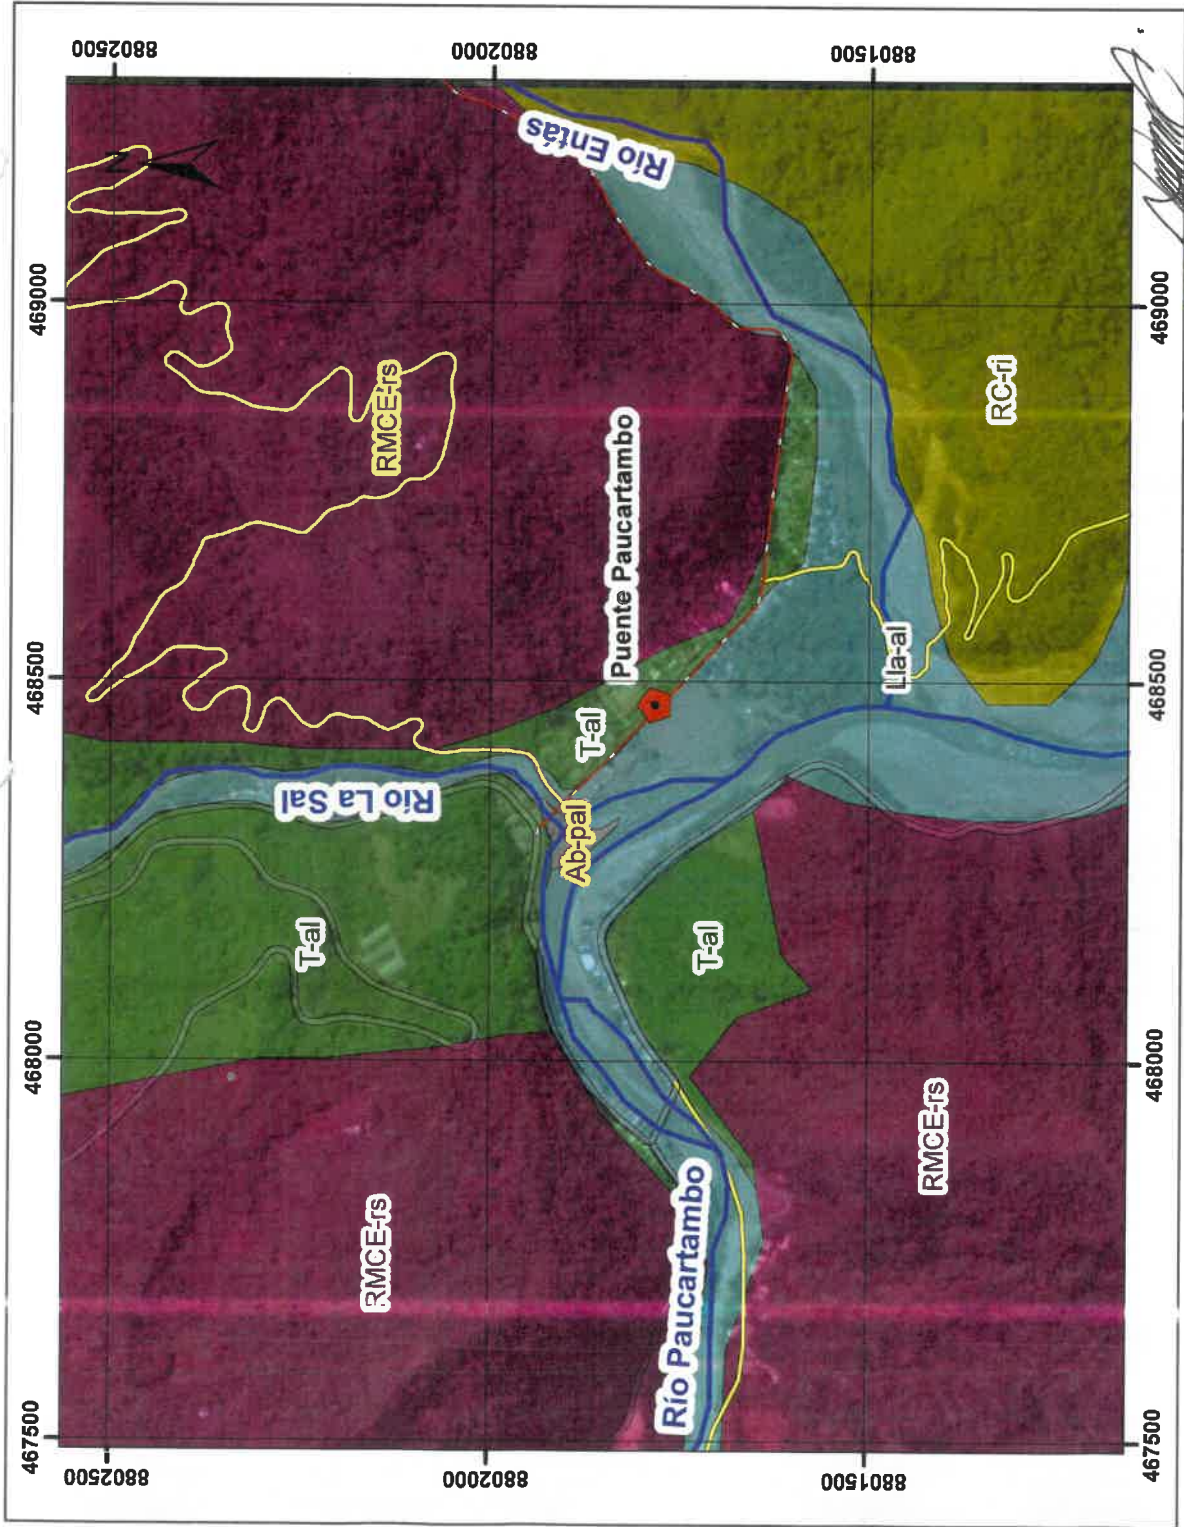 467500
468000
468500
469000
8802500
8802500
N
T-al
RMCE-rs
RMCE-rs
Río La Sal
8802000
8802000
Ab-pal
T-al
Puente Paucartambo
Río Entás
Río Paucartambo
T-al
8801500
8801500
Lla-al
RMCE-rs
RC-ri
467500
468000
468500
469000